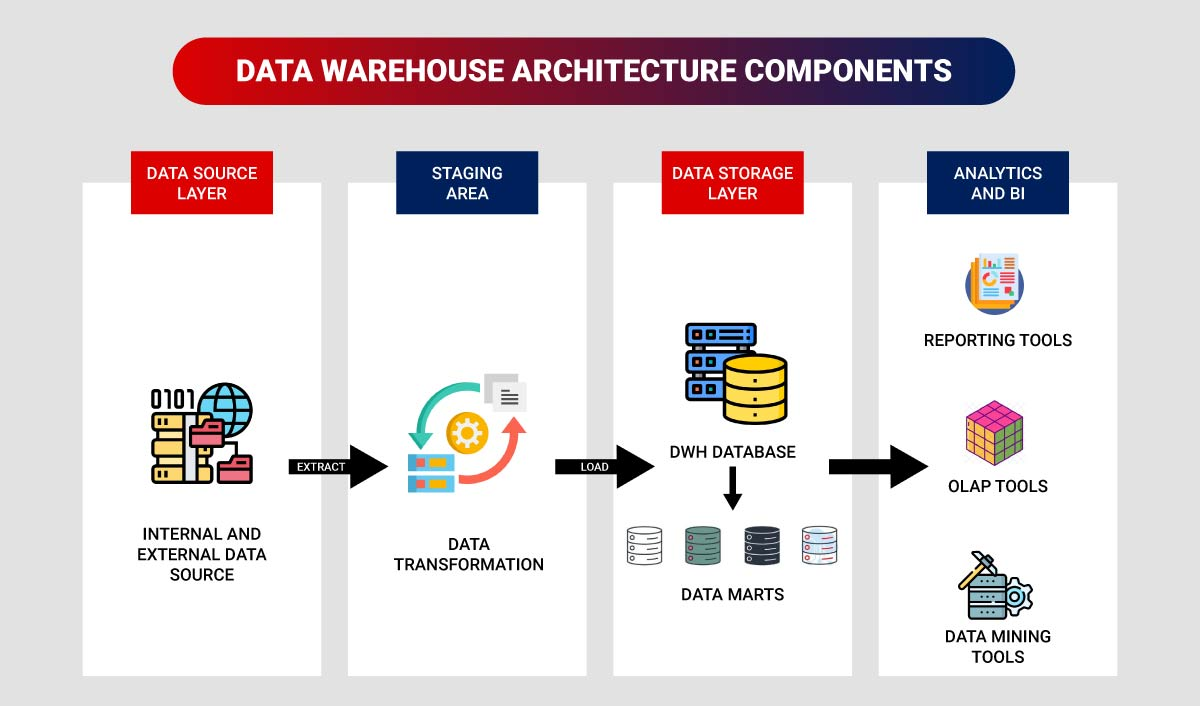 DATA WAREHOUSE ARCHITECTURE COMPONENTS
DATA SOURCE
LAYER
0101
INTERNAL AND
EXTERNAL DATA
SOURCE
EXTRACT
STAGING
AREA
DATA
TRANSFORMATION
LOAD
DATA STORAGE
LAYER
DWH DATABASE
DATA MARTS
ANALYTICS
AND BI
REPORTING TOOLS
OLAP TOOLS
DATA MINING
TOOLS